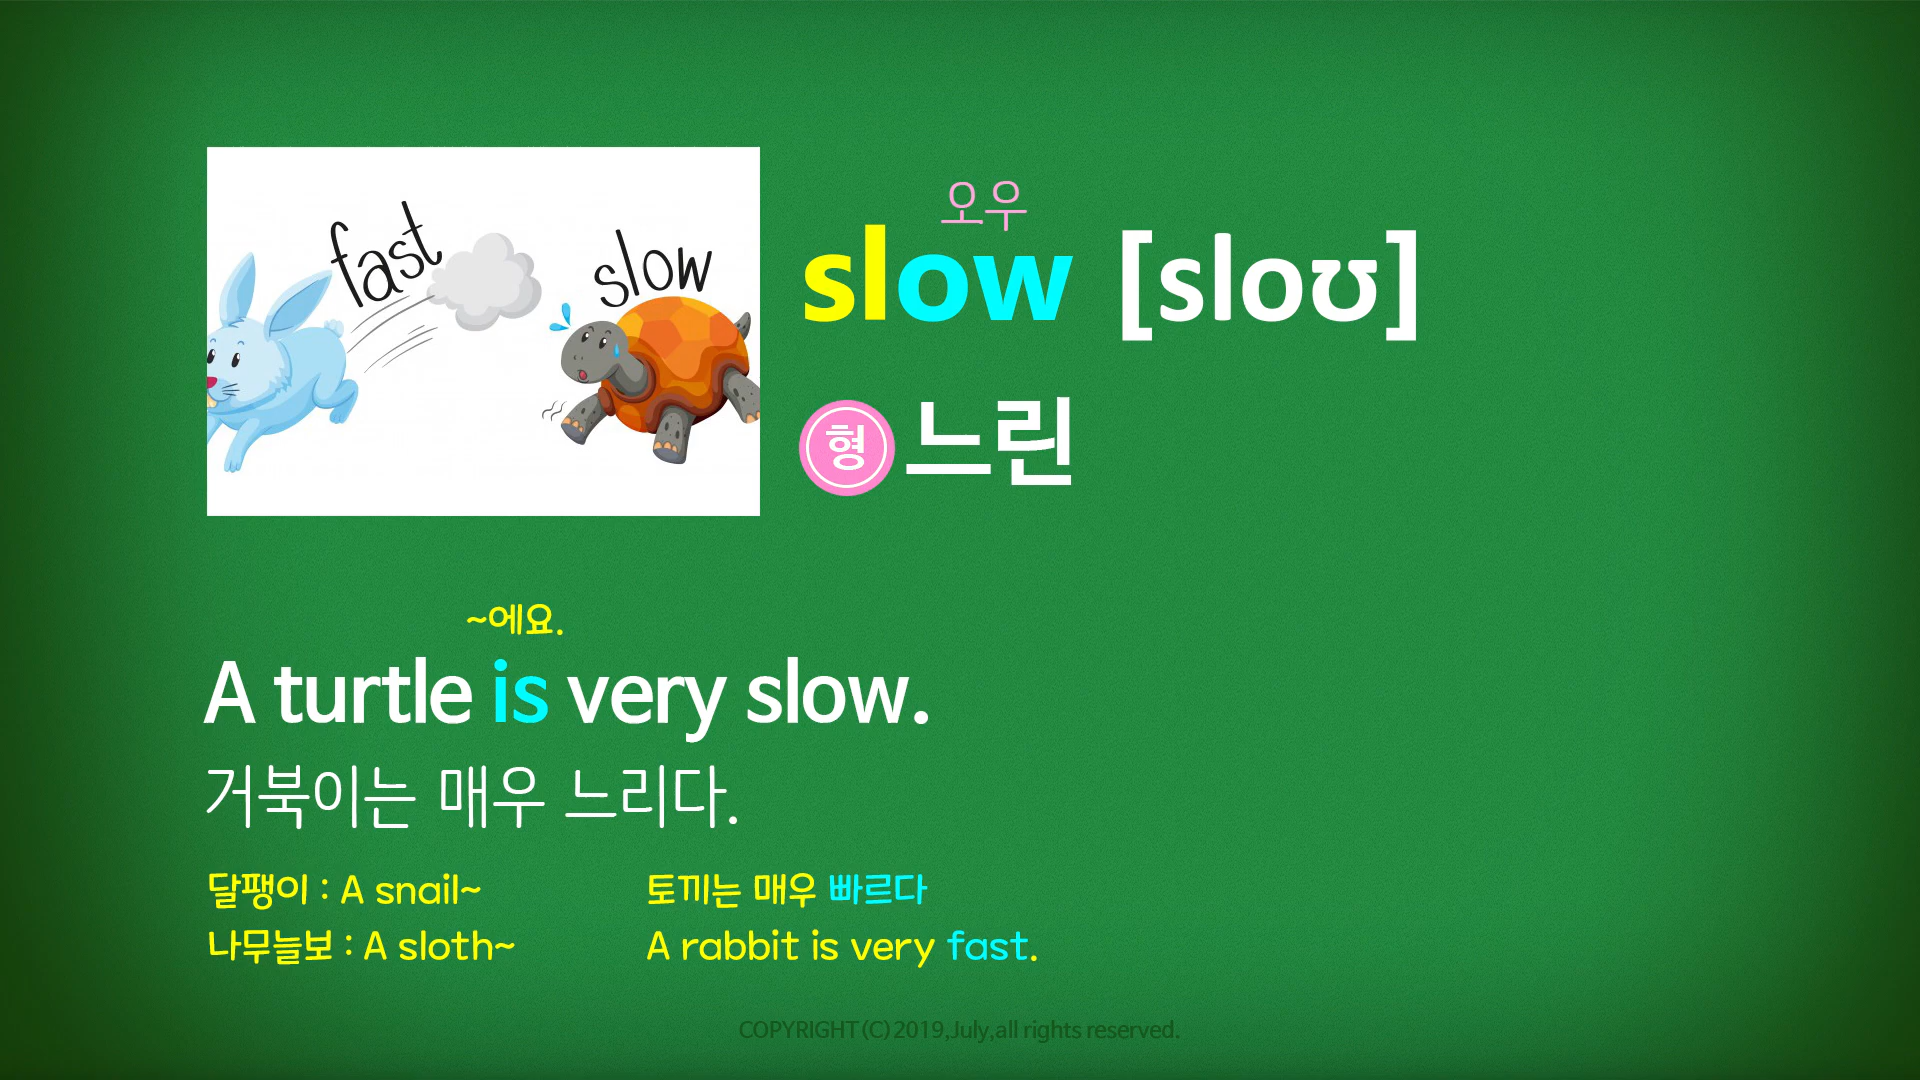 fast
slow
오우
slow [sloʊ]
형 느린
~에요.
A turtle is very slow.
거북이는 매우 느리다.
달팽이 : A snail~
나무늘보 : A sloth~
토끼는 매우 빠르다
A rabbit is very fast.
COPYRIGHT (C) 2019,July,all rights reserved.